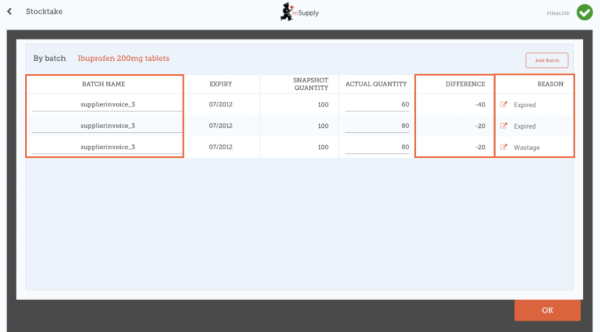 Stocktake
mSupply
FINALISE
By batch Ibuprofen 200mg tablets
Add Batch
BATCH NAME EXPIRY SNAPSHOT QUANTITY ACTUAL QUANTITY DIFFERENCE REASON
supplierinvoice_3 07/2012 100 60 -40 Expired
supplierinvoice_3 07/2012 100 80 -20 Expired
supplierinvoice_3 07/2012 100 80 -20 Wastage
OK